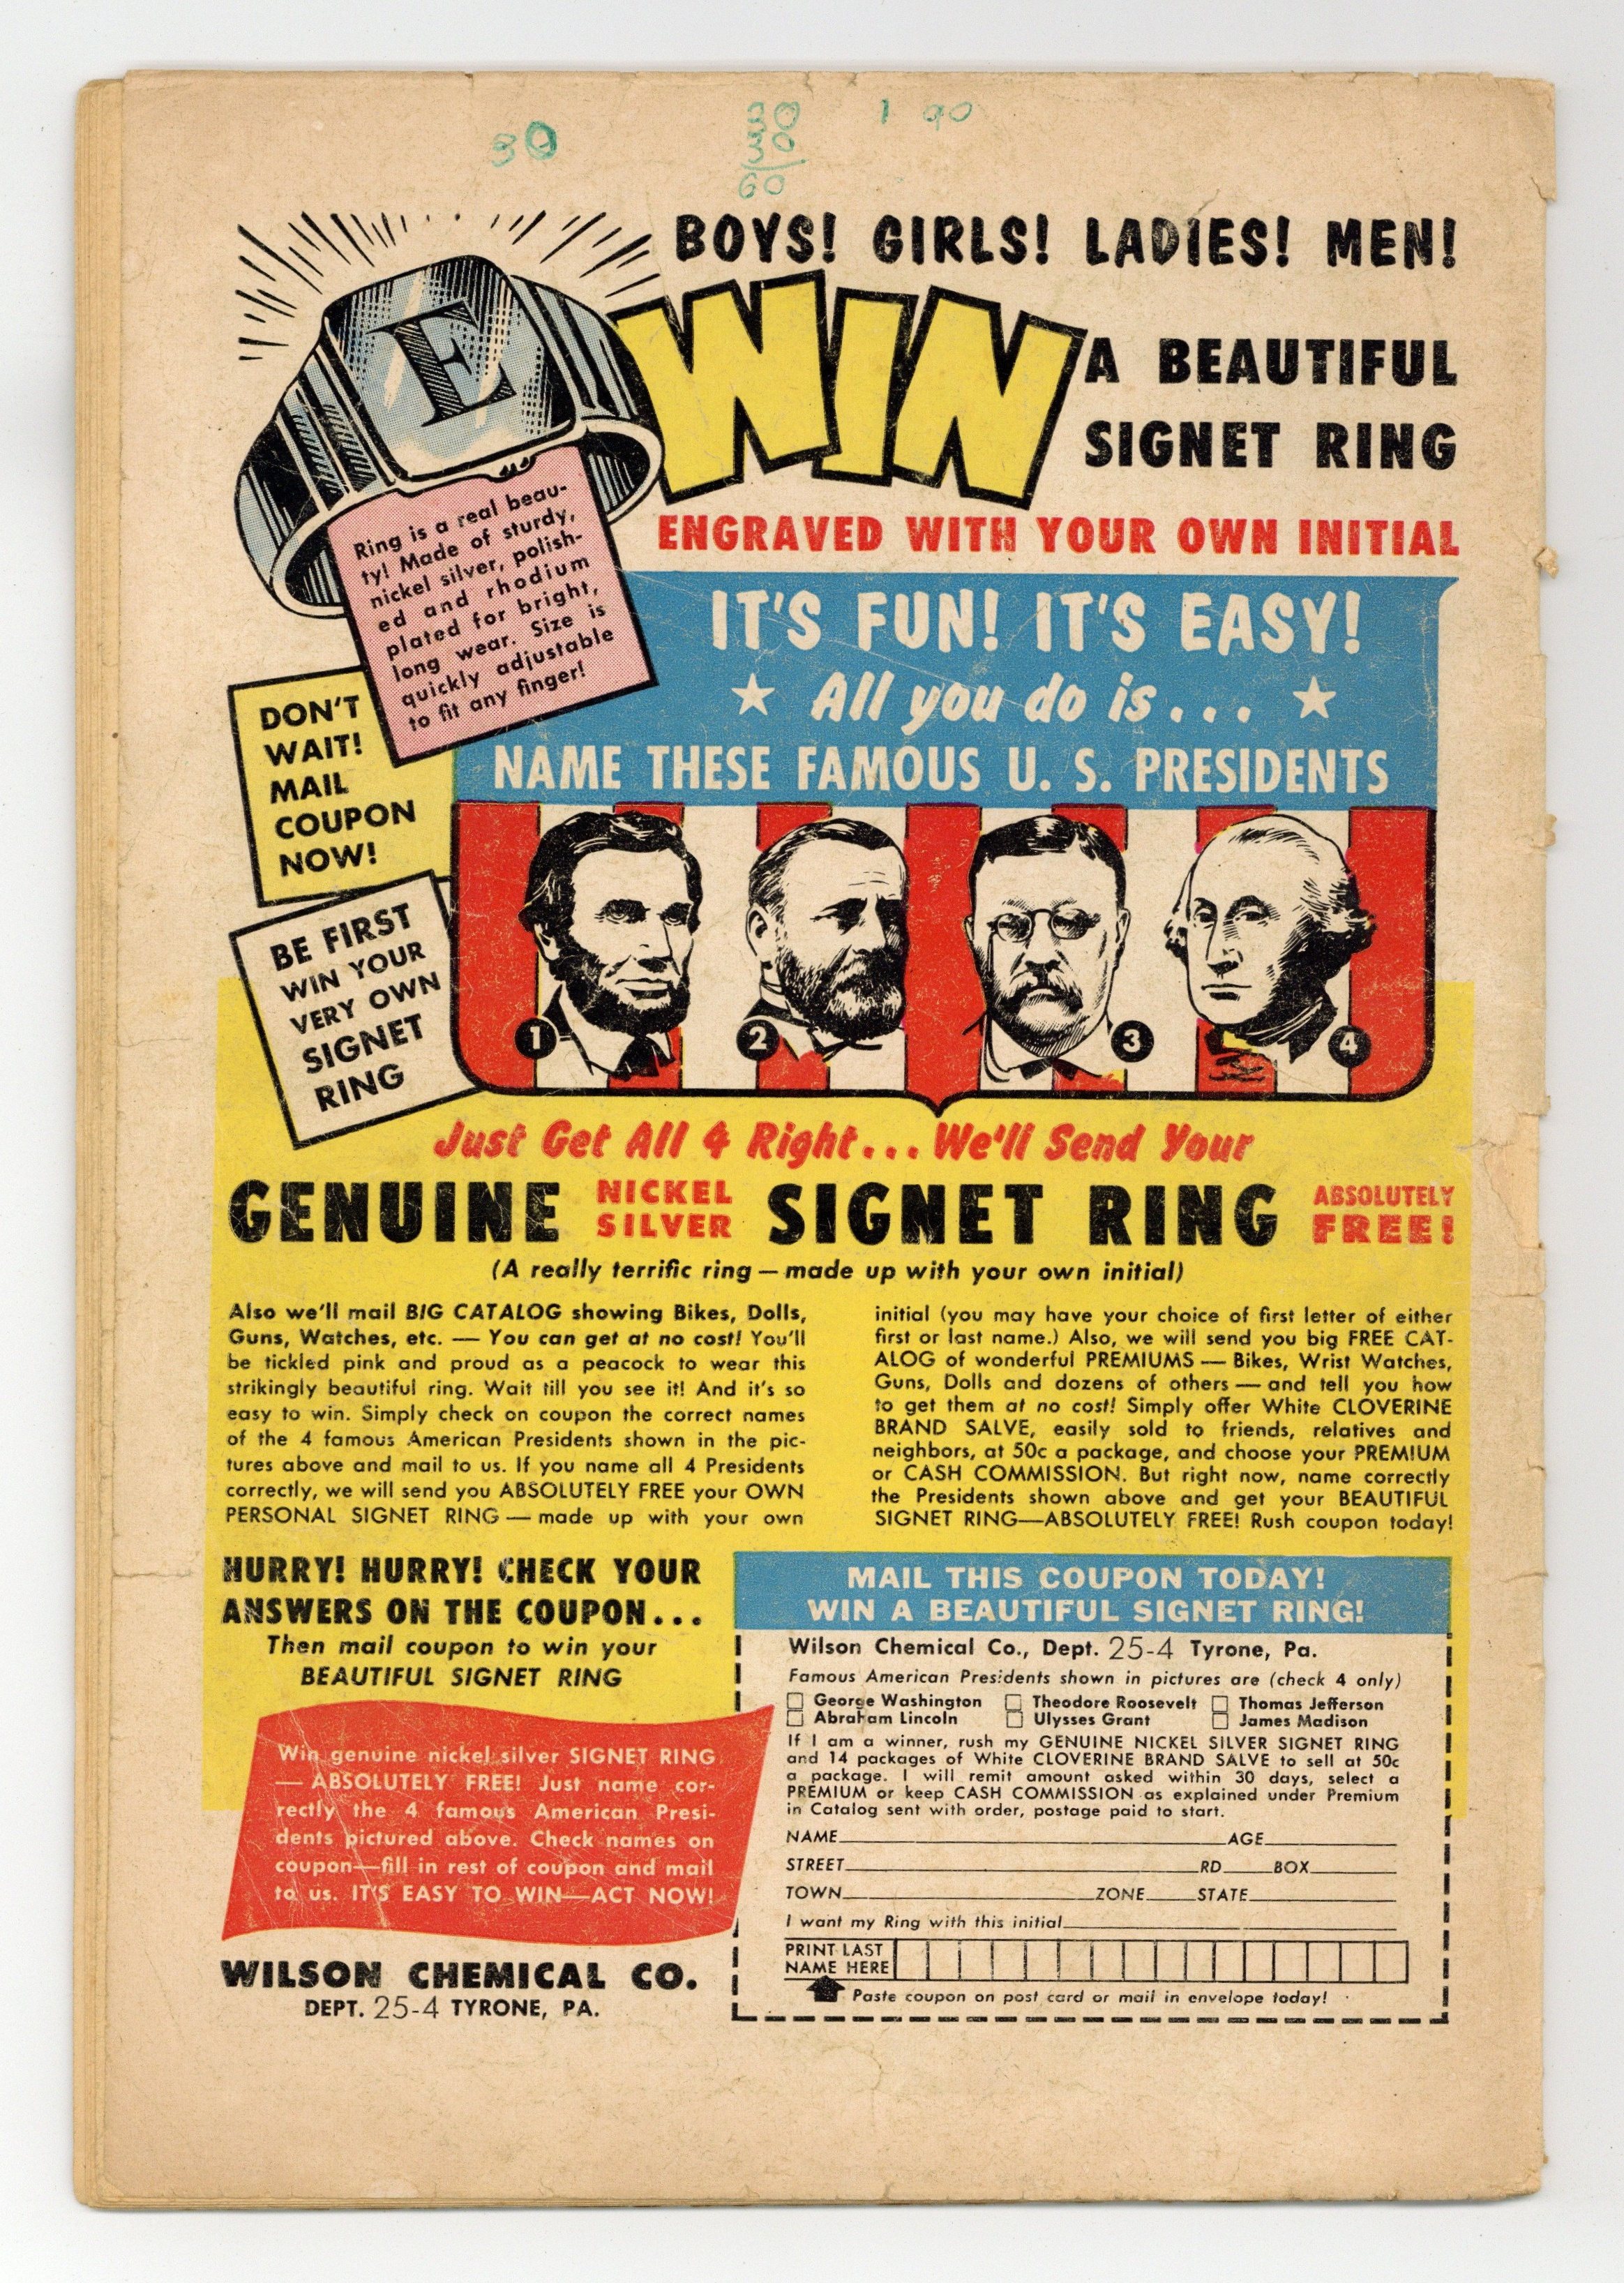 30
30
30
60
1 90
BOYS! GIRLS! LADIES! MEN!
WIN
A BEAUTIFUL
SIGNET RING
ENGRAVED WITH YOUR OWN INITIAL
E
Ring is a real beau-
ty! Made of sturdy,
nickel silver, polish-
ed and rhodium
plated for bright,
long wear. Size is
quickly adjustable
to fit any finger!
DON'T
WAIT!
MAIL
COUPON
NOW!
BE FIRST
WIN YOUR
VERY OWN
SIGNET
RING
IT'S FUN! IT'S EASY!
All you do is...
NAME THESE FAMOUS U. S. PRESIDENTS
1 2 3 4
Just Get All 4 Right... We'll Send Your
GENUINE NICKEL SILVER SIGNET RING ABSOLUTELY FREE!
(A really terrific ring — made up with your own initial)
Also we'll mail BIG CATALOG showing Bikes, Dolls,
Guns, Watches, etc. — You can get at no cost! You'll
be tickled pink and proud as a peacock to wear this
strikingly beautiful ring. Wait till you see it! And it's so
easy to win. Simply check on coupon the correct names
of the 4 famous American Presidents shown in the pic-
tures above and mail to us. If you name all 4 Presidents
correctly, we will send you ABSOLUTELY FREE your OWN
PERSONAL SIGNET RING — made up with your own
initial (you may have your choice of first letter of either
first or last name.) Also, we will send you big FREE CAT-
ALOG of wonderful PREMIUMS — Bikes, Wrist Watches,
Guns, Dolls and dozens of others — and tell you how
to get them at no cost! Simply offer White CLOVERINE
BRAND SALVE, easily sold to friends, relatives and
neighbors, at 50c a package, and choose your PREMIUM
or CASH COMMISSION. But right now, name correctly
the Presidents shown above and get your BEAUTIFUL
SIGNET RING—ABSOLUTELY FREE! Rush coupon today!
HURRY! HURRY! CHECK YOUR
ANSWERS ON THE COUPON...
Then mail coupon to win your
BEAUTIFUL SIGNET RING
Win genuine nickel silver SIGNET RING
— ABSOLUTELY FREE! Just name cor-
rectly the 4 famous American Presi-
dents pictured above. Check names on
coupon—fill in rest of coupon and mail
to us. IT'S EASY TO WIN—ACT NOW!
WILSON CHEMICAL CO.
DEPT. 25-4 TYRONE, PA.
MAIL THIS COUPON TODAY!
WIN A BEAUTIFUL SIGNET RING!
Wilson Chemical Co., Dept. 25-4 Tyrone, Pa.
Famous American Presidents shown in pictures are (check 4 only)
George Washington Theodore Roosevelt Thomas Jefferson
Abraham Lincoln Ulysses Grant James Madison
If I am a winner, rush my GENUINE NICKEL SILVER SIGNET RING
and 14 packages of White CLOVERINE BRAND SALVE to sell at 50c
a package. I will remit amount asked within 30 days, select a
PREMIUM or keep CASH COMMISSION as explained under Premium
in Catalog sent with order, postage paid to start.
NAME AGE
STREET RD BOX
TOWN ZONE STATE
I want my Ring with this initial
PRINT LAST
NAME HERE
Paste coupon on post card or mail in envelope today!